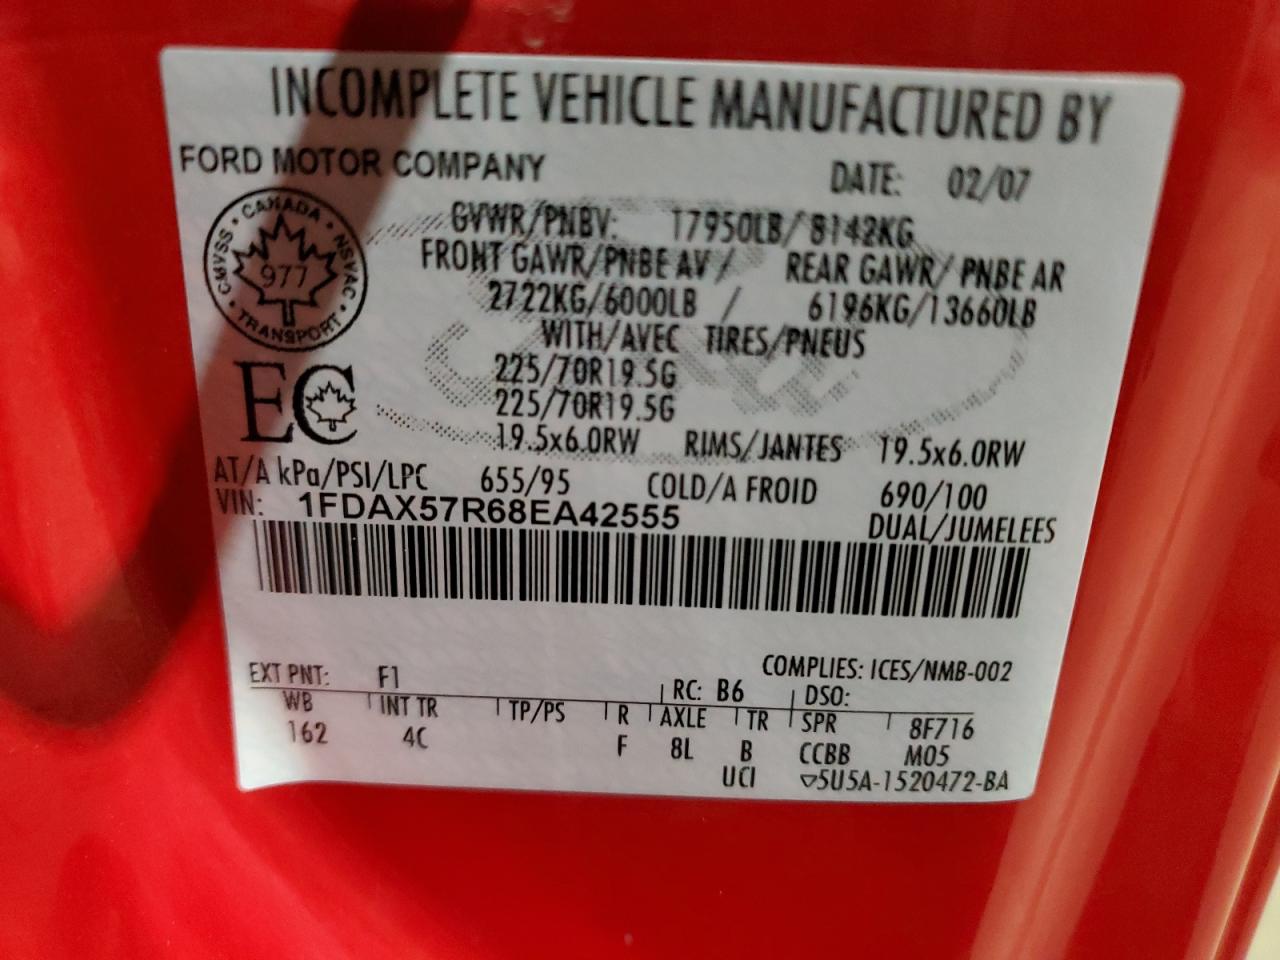 INCOMPLETE VEHICLE MANUFACTURED BY
FORD MOTOR COMPANY DATE: 02/07
CANADA
CMVSS NSVAC
977
TRANSPORT
GVWR/PNBV: 17950LB/ 8142KG
FRONT GAWR/PNBE AV / REAR GAWR/ PNBE AR
2722KG/6000LB / 6196KG/13660LB
WITH/AVEC TIRES/PNEUS
225/70R19.5G
225/70R19.5G
EC
19.5x6.0RW RIMS/JANTES 19.5x6.0RW
AT/A kPa/PSI/LPC 655/95 COLD/A FROID 690/100
VIN: 1FDAX57R68EA42555 DUAL/JUMELEES
COMPLIES: ICES/NMB-002
EXT PNT: F1 RC: B6 DSO:
WB INT TR TP/PS R AXLE TR SPR 8F716
162 4C F 8L B CCBB M05
UCI ▽5U5A-1520472-BA